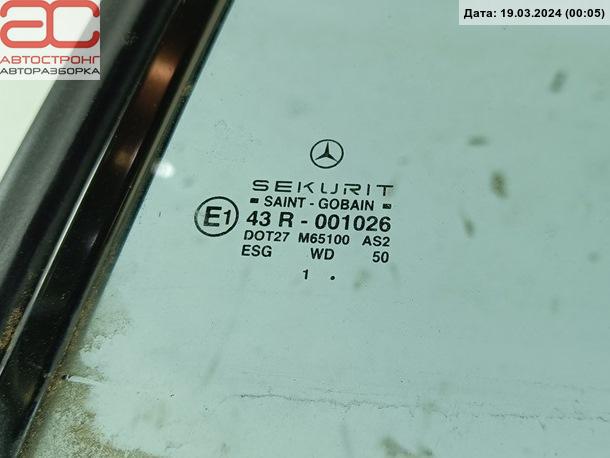 Дата: 19.03.2024 (00:05)
АС
АВТОСТРОНГ
АВТОРАЗБОРКА
SEKURIT
SAINT - GOBAIN
E1 43 R - 001026
DOT27 M65100 AS2
ESG WD 50
1 .